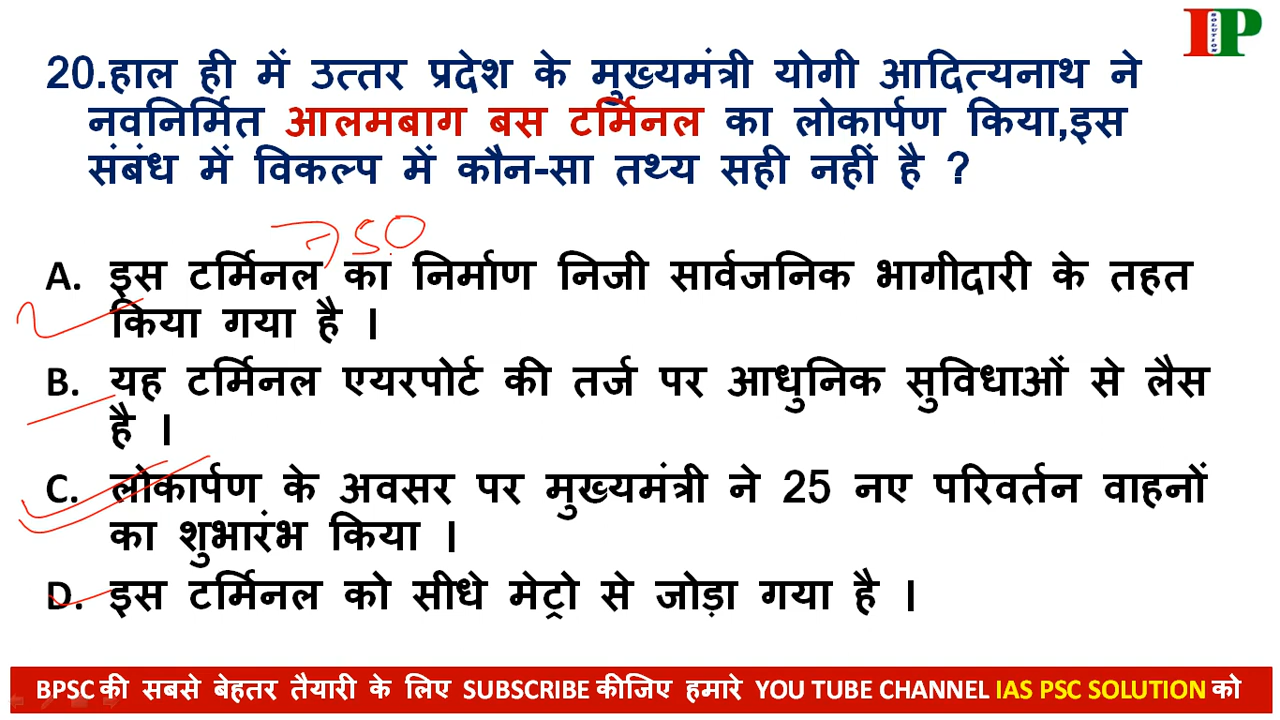 IP
SOLUTION
20.हाल ही में उत्तर प्रदेश के मुख्यमंत्री योगी आदित्यनाथ ने
नवनिर्मित आलमबाग बस टर्मिनल का लोकार्पण किया,इस
संबंध में विकल्प में कौन-सा तथ्य सही नहीं है ?
750
A. इस टर्मिनल का निर्माण निजी सार्वजनिक भागीदारी के तहत
किया गया है ।
B. यह टर्मिनल एयरपोर्ट की तर्ज पर आधुनिक सुविधाओं से लैस
है ।
C. लोकार्पण के अवसर पर मुख्यमंत्री ने 25 नए परिवर्तन वाहनों
का शुभारंभ किया ।
D. इस टर्मिनल को सीधे मेट्रो से जोड़ा गया है ।
BPSC की सबसे बेहतर तैयारी के लिए SUBSCRIBE कीजिए हमारे YOU TUBE CHANNEL IAS PSC SOLUTION को